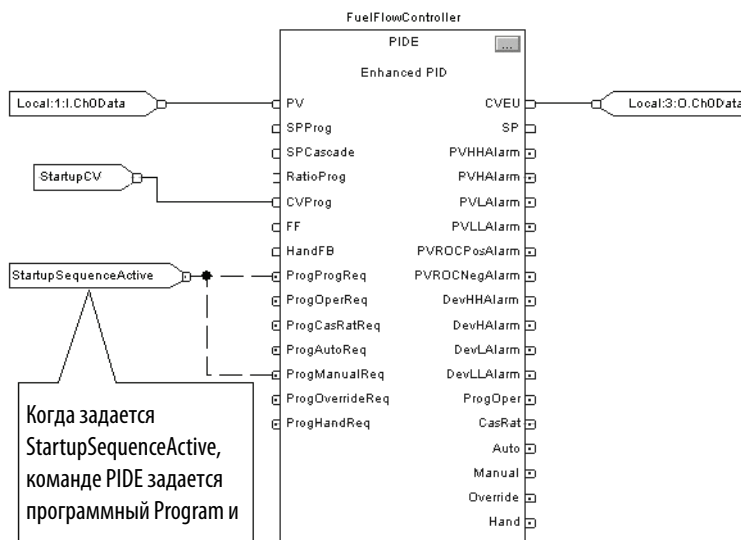 FuelFlowController
PIDE
...
Enhanced PID
Local:1:I.Ch0Data
PV
CVEU
Local:3:O.Ch0Data
SPProg
SP
SPCascade
PVHHAlarm
StartupCV
RatioProg
PVHAlarm
CVProg
PVLAlarm
FF
PVLLAlarm
HandFB
PVROCPosAlarm
StartupSequenceActive
ProgProgReq
PVROCNegAlarm
ProgOperReq
DevHHAlarm
ProgCasRatReq
DevHAlarm
ProgAutoReq
DevLAlarm
ProgManualReq
DevLLAlarm
ProgOverrideReq
ProgOper
ProgHandReq
CasRat
Auto
Manual
Override
Hand
Когда задается
StartupSequenceActive,
команде PIDE задается
программный Program и